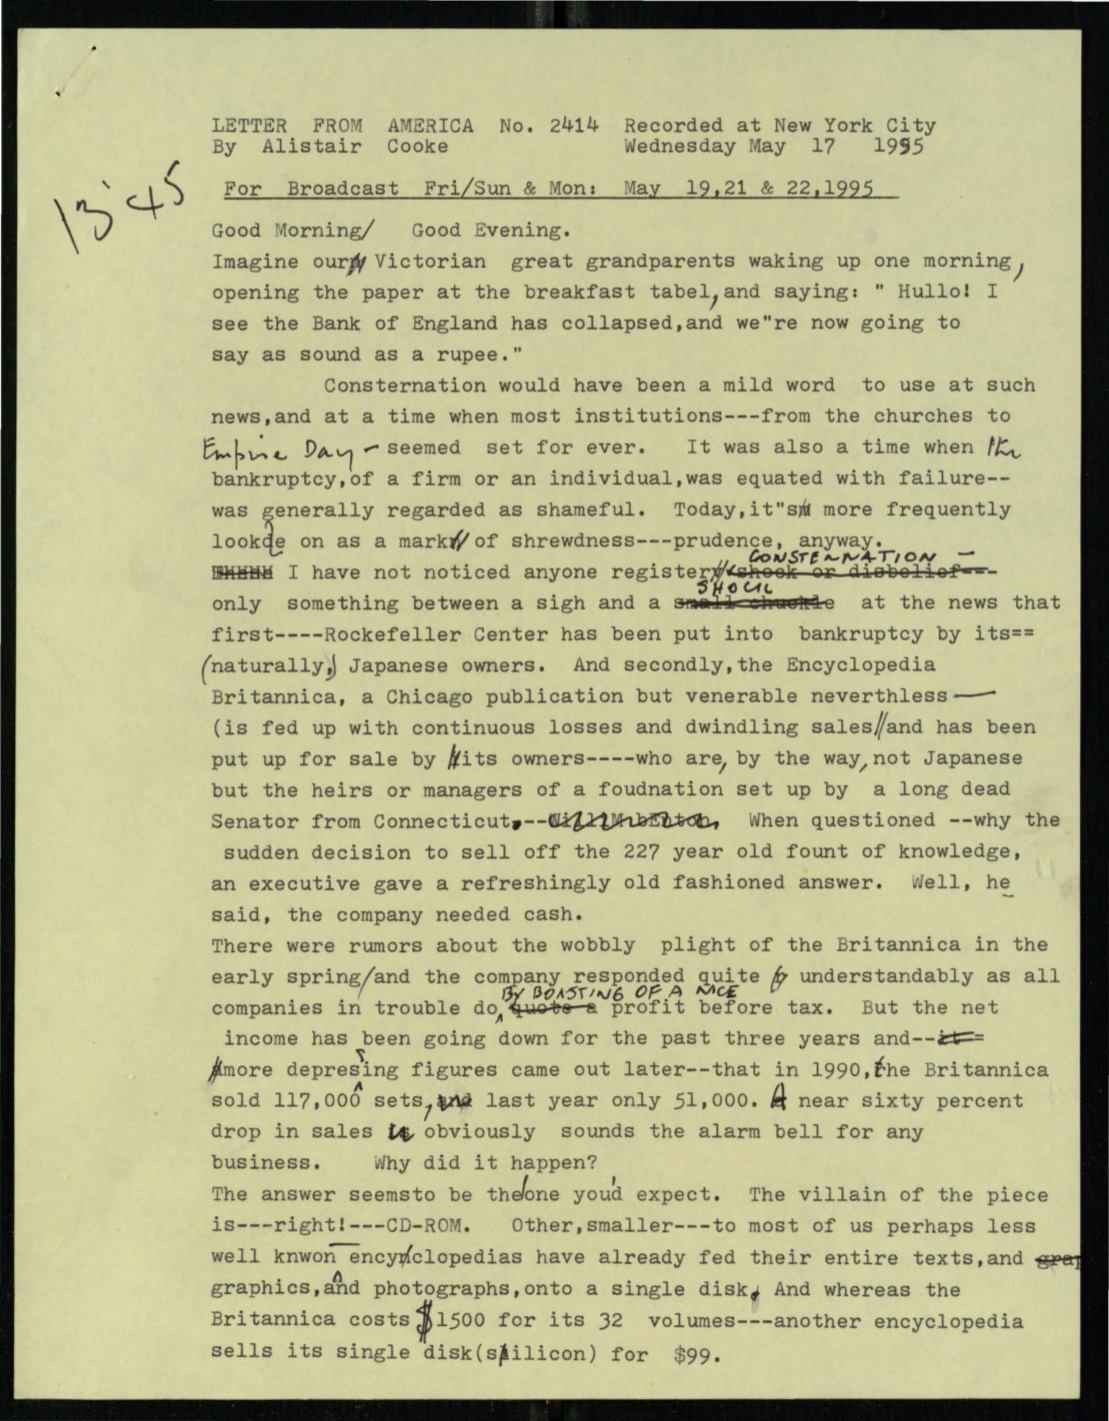 LETTER FROM AMERICA No. 2414 Recorded at New York City
By Alistair Cooke Wednesday May 17 1995
13'45
For Broadcast Fri/Sun & Mon: May 19,21 & 22,1995
Good Morning/ Good Evening.
Imagine our Victorian great grandparents waking up one morning,
opening the paper at the breakfast tabel, and saying: " Hullo! I
see the Bank of England has collapsed,and we"re now going to
say as sound as a rupee."
Consternation would have been a mild word to use at such
news,and at a time when most institutions---from the churches to
Empire Day - seemed set for ever. It was also a time when
bankruptcy,of a firm or an individual,was equated with failure--
was generally regarded as shameful. Today,it"s more frequently
lookde on as a mark of shrewdness---prudence, anyway.
CONSTERNATION -
I have not noticed anyone register shock or disbelief---
SHOCK
only something between a sigh and a small chuckle at the news that
first----Rockefeller Center has been put into bankruptcy by its==
(naturally,) Japanese owners. And secondly,the Encyclopedia
Britannica, a Chicago publication but venerable neverthless—
(is fed up with continuous losses and dwindling sales//and has been
put up for sale by its owners----who are, by the way, not Japanese
but the heirs or managers of a foudnation set up by a long dead
Senator from Connecticut,-- When questioned --why the
sudden decision to sell off the 227 year old fount of knowledge,
an executive gave a refreshingly old fashioned answer. Well, he
said, the company needed cash.
There were rumors about the wobbly plight of the Britannica in the
early spring/and the company responded quite understandably as all
BY BOASTING OF A NICE
companies in trouble do, quote a profit before tax. But the net
income has been going down for the past three years and--it=
more depressing figures came out later--that in 1990,the Britannica
sold 117,000 sets, and last year only 51,000. A near sixty percent
drop in sales obviously sounds the alarm bell for any
business. Why did it happen?
The answer seemsto be the/one you'd expect. The villain of the piece
is---right!---CD-ROM. Other,smaller---to most of us perhaps less
well knwon encyclopedias have already fed their entire texts,and grap
graphics,and photographs,onto a single disk. And whereas the
Britannica costs $1500 for its 32 volumes---another encyclopedia
sells its single disk(silicon) for $99.